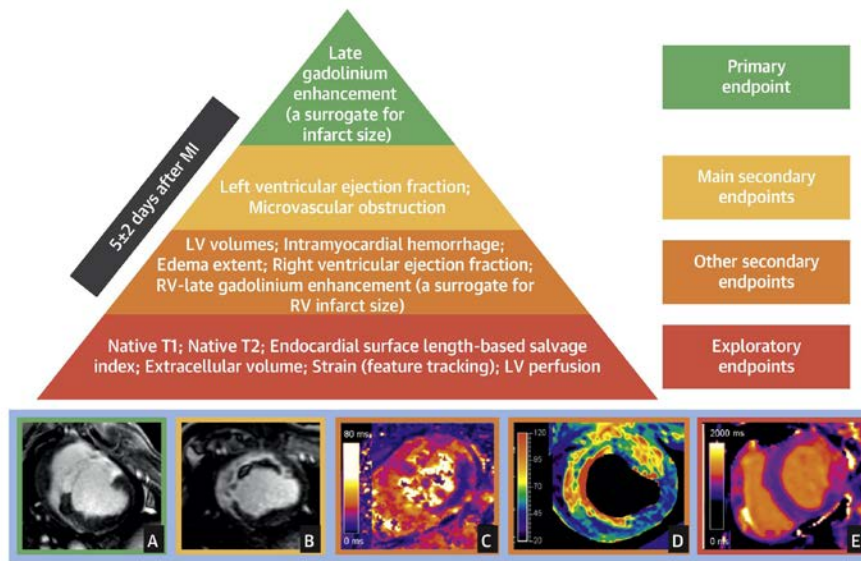 Late
gadolinium
enhancement
(a surrogate for
infarct size)
Primary
endpoint
5±2 days after MI
Left ventricular ejection fraction;
Microvascular obstruction
Main secondary
endpoints
LV volumes; Intramyocardial hemorrhage;
Edema extent; Right ventricular ejection fraction;
RV-late gadolinium enhancement (a surrogate for
RV infarct size)
Other secondary
endpoints
Native T1; Native T2; Endocardial surface length-based salvage
index; Extracellular volume; Strain (feature tracking); LV perfusion
Exploratory
endpoints
A
B
80 ms
0 ms
C
120
95
70
45
20
D
2000 ms
0 ms
E